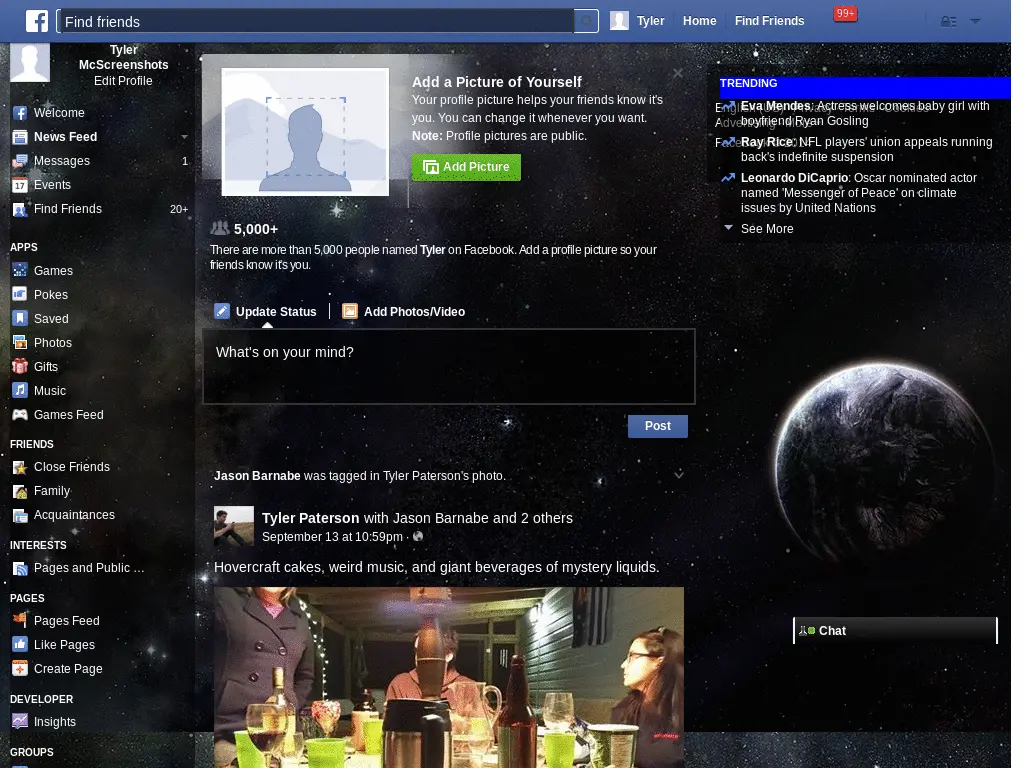 Find friends
Tyler
Home
Find Friends
99+
Tyler
McScreenshots
Edit Profile
Welcome
News Feed
Messages 1
Events
Find Friends 20+
APPS
Games
Pokes
Saved
Photos
Gifts
Music
Games Feed
FRIENDS
Close Friends
Family
Acquaintances
INTERESTS
Pages and Public ...
PAGES
Pages Feed
Like Pages
Create Page
DEVELOPER
Insights
GROUPS
Add a Picture of Yourself
Your profile picture helps your friends know it's
you. You can change it whenever you want.
Note: Profile pictures are public.
Add Picture
5,000+
There are more than 5,000 people named Tyler on Facebook. Add a profile picture so your
friends know it's you.
Update Status
Add Photos/Video
What's on your mind?
Post
Jason Barnabe was tagged in Tyler Paterson's photo.
Tyler Paterson with Jason Barnabe and 2 others
September 13 at 10:59pm ·
Hovercraft cakes, weird music, and giant beverages of mystery liquids.
TRENDING
Eva Mendes: Actress welcomes baby girl with
boyfriend Ryan Gosling
Ray Rice: NFL players' union appeals running
back's indefinite suspension
Leonardo DiCaprio: Oscar nominated actor
named 'Messenger of Peace' on climate
issues by United Nations
See More
Chat